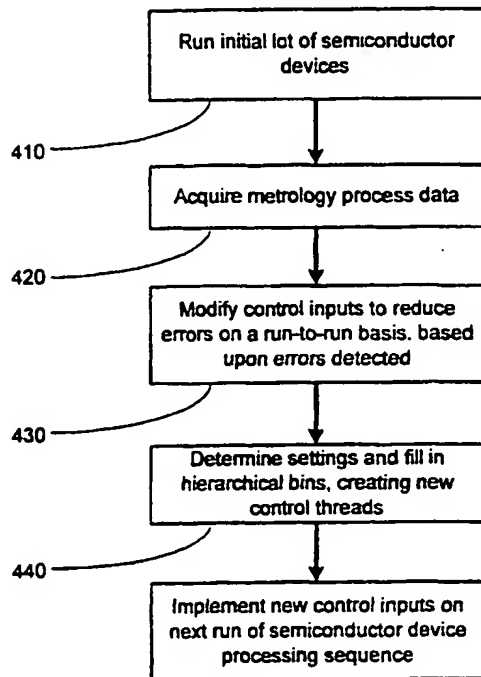 Run initial lot of semiconductor
devices
410
Acquire metrology process data
420
Modify control inputs to reduce
errors on a run-to-run basis. based
upon errors detected
430
Determine settings and fill in
hierarchical bins, creating new
control threads
440
Implement new control inputs on
next run of semiconductor device
processing sequence